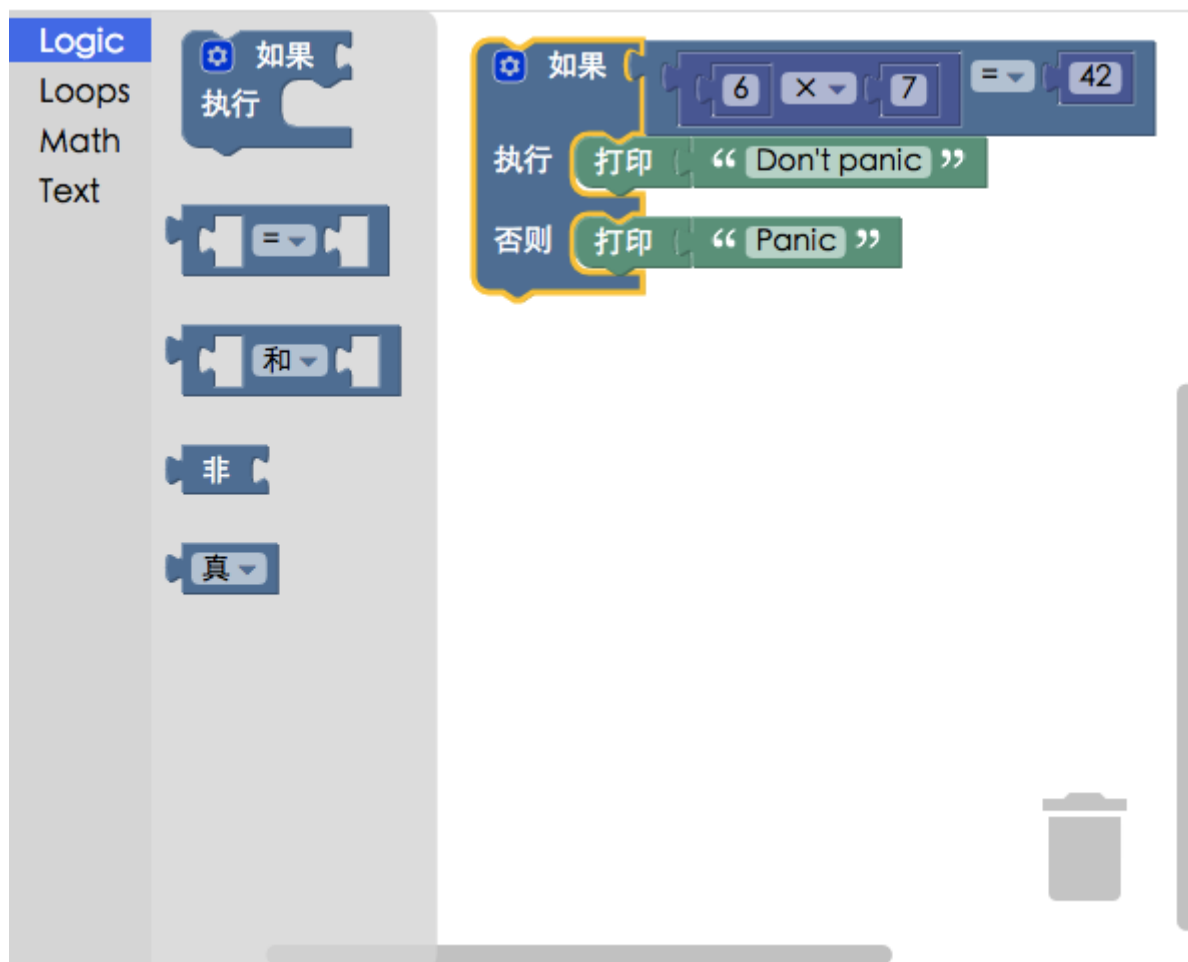 Logic
Loops
Math
Text
如果
执行
=
和
非
真
如果 6 × 7 = 42
执行 打印 “ Don't panic ”
否则 打印 “ Panic ”